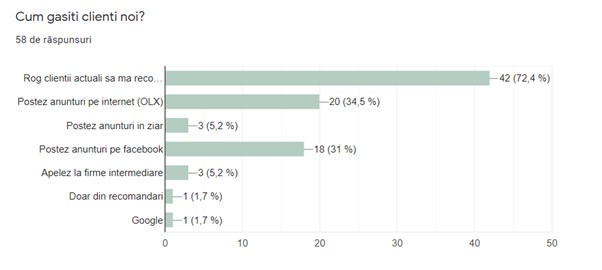 Cum gasiti clienti noi?
58 de răspunsuri
Rog clientii actuali sa ma reco… 42 (72,4 %)
Postez anunturi pe internet (OLX) 20 (34,5 %)
Postez anunturi in ziar 3 (5,2 %)
Postez anunturi pe facebook 18 (31 %)
Apelez la firme intermediare 3 (5,2 %)
Doar din recomandari 1 (1,7 %)
Google 1 (1,7 %)
0 10 20 30 40 50